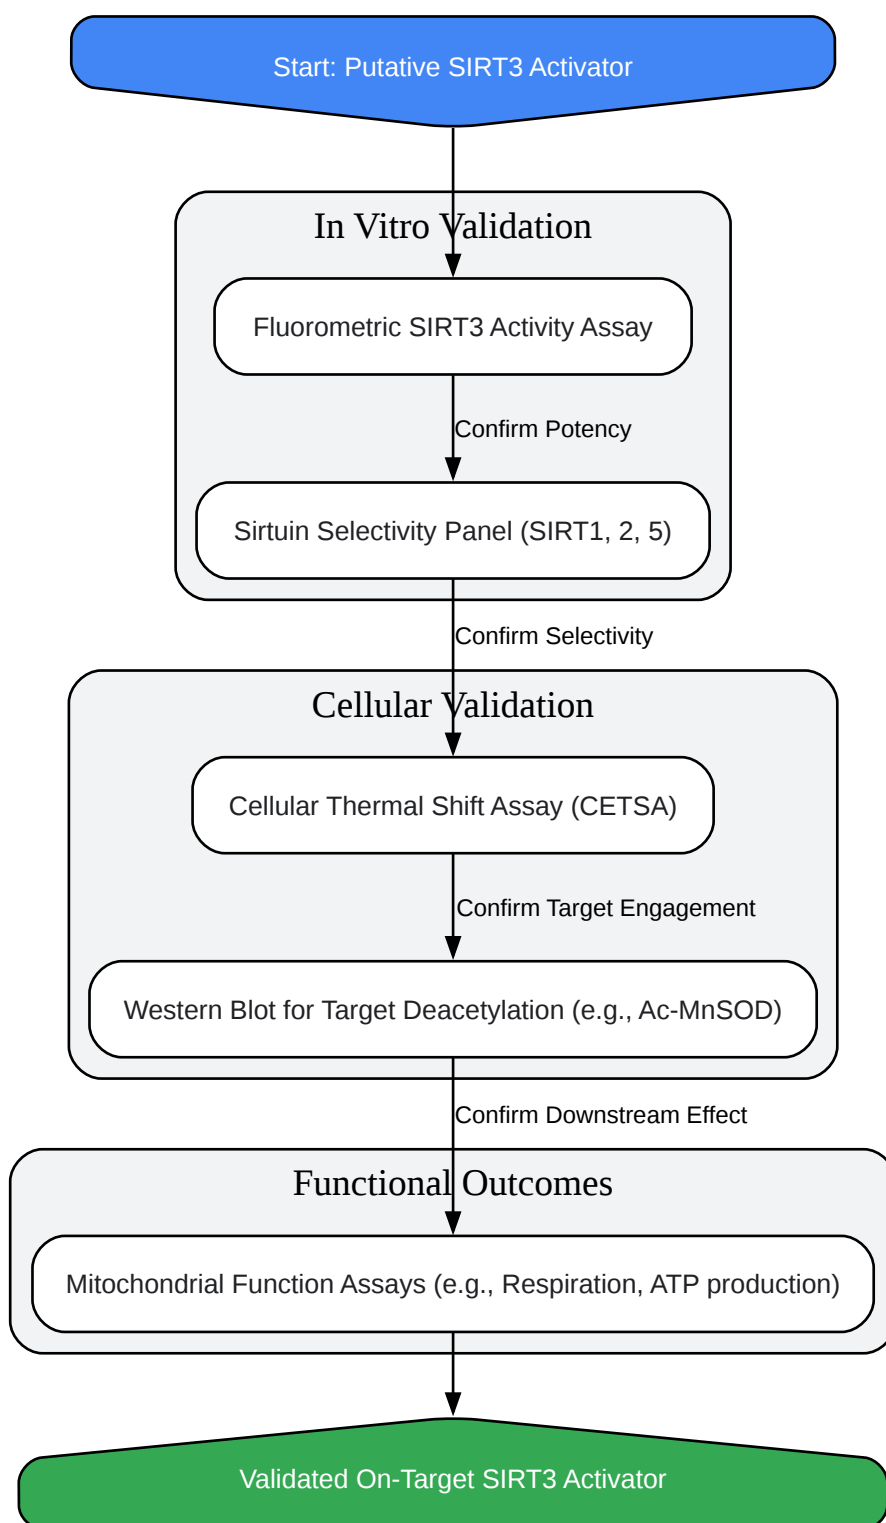 Start: Putative SIRT3 Activator
In Vitro Validation
Fluorometric SIRT3 Activity Assay
Confirm Potency
Sirtuin Selectivity Panel (SIRT1, 2, 5)
Confirm Selectivity
Cellular Validation
Cellular Thermal Shift Assay (CETSA)
Confirm Target Engagement
Western Blot for Target Deacetylation (e.g., Ac-MnSOD)
Confirm Downstream Effect
Functional Outcomes
Mitochondrial Function Assays (e.g., Respiration, ATP production)
Validated On-Target SIRT3 Activator